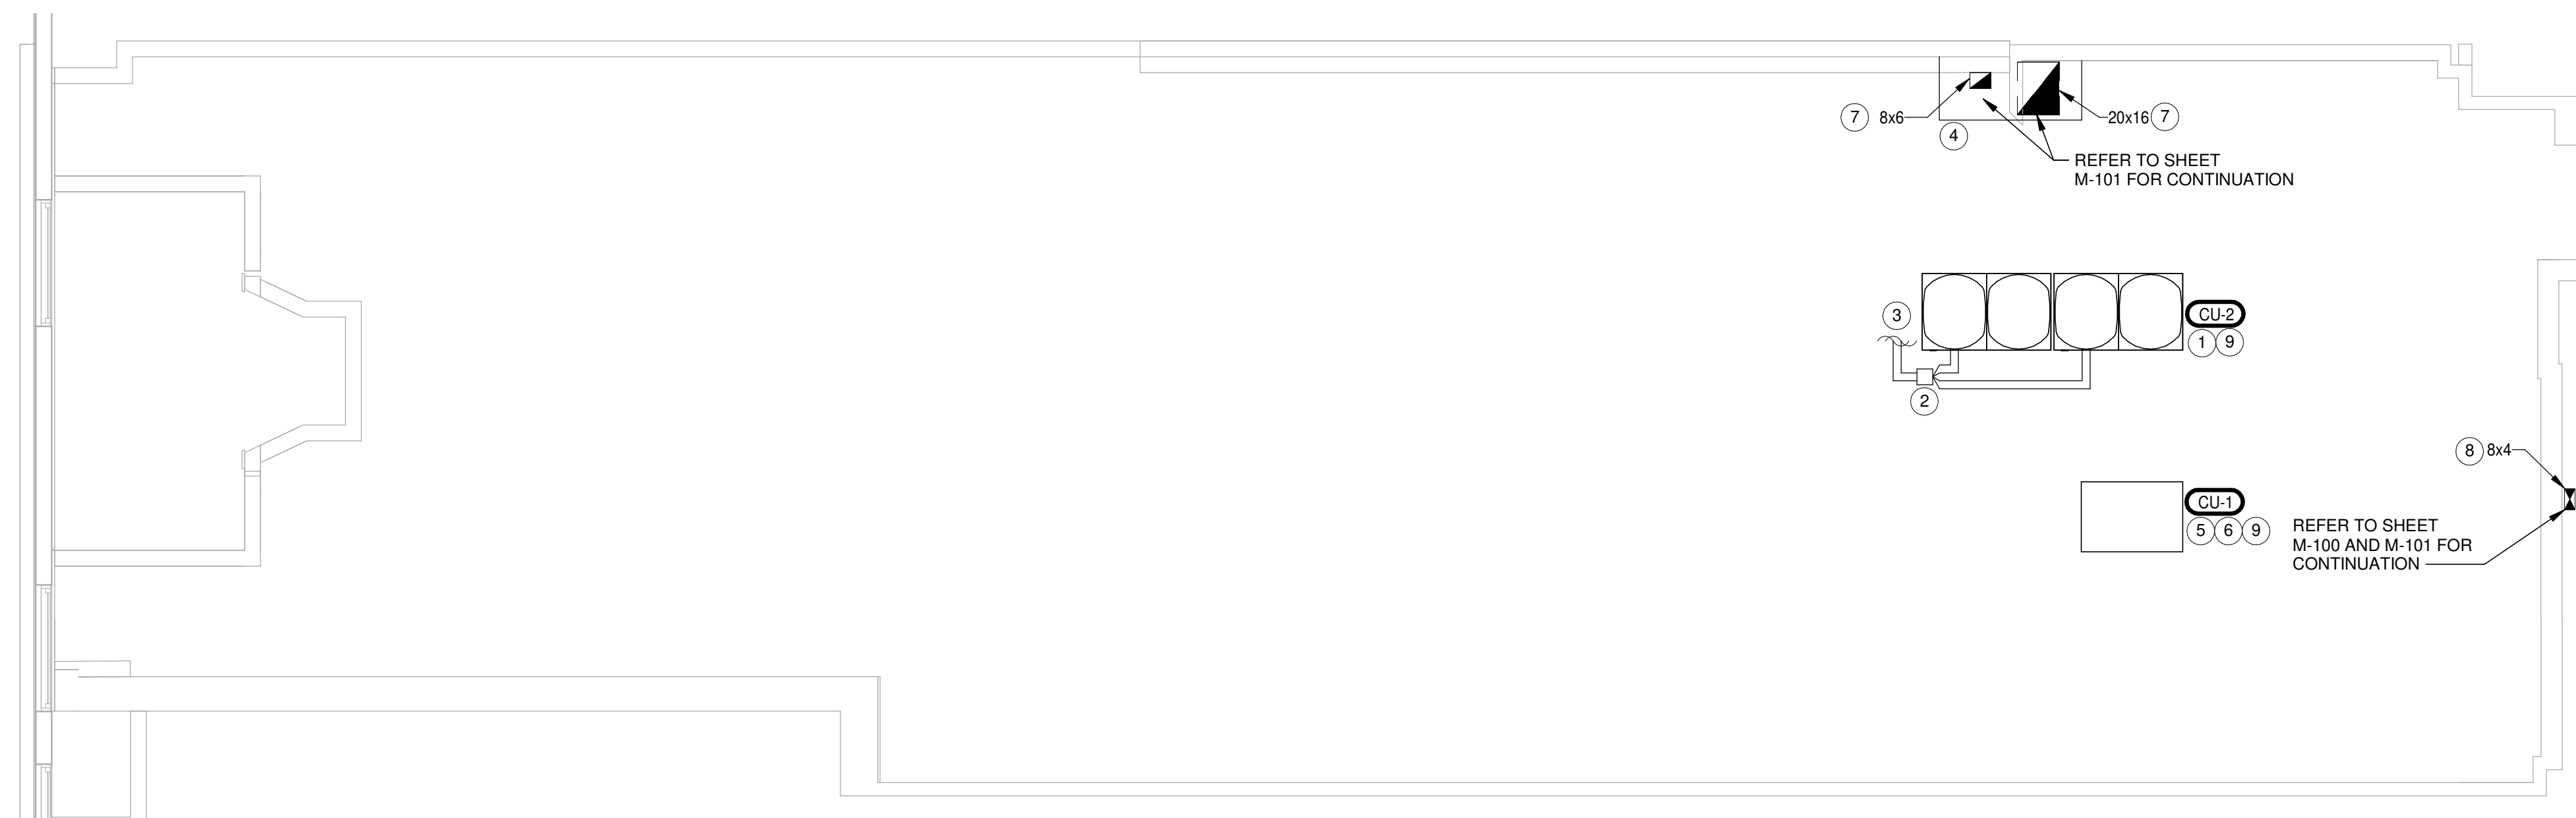 7 8x6
4
20x16 7
REFER TO SHEET
M-101 FOR CONTINUATION
3
CU-2
1 9
2
8 8x4
CU-1
5 6 9
REFER TO SHEET
M-100 AND M-101 FOR
CONTINUATION